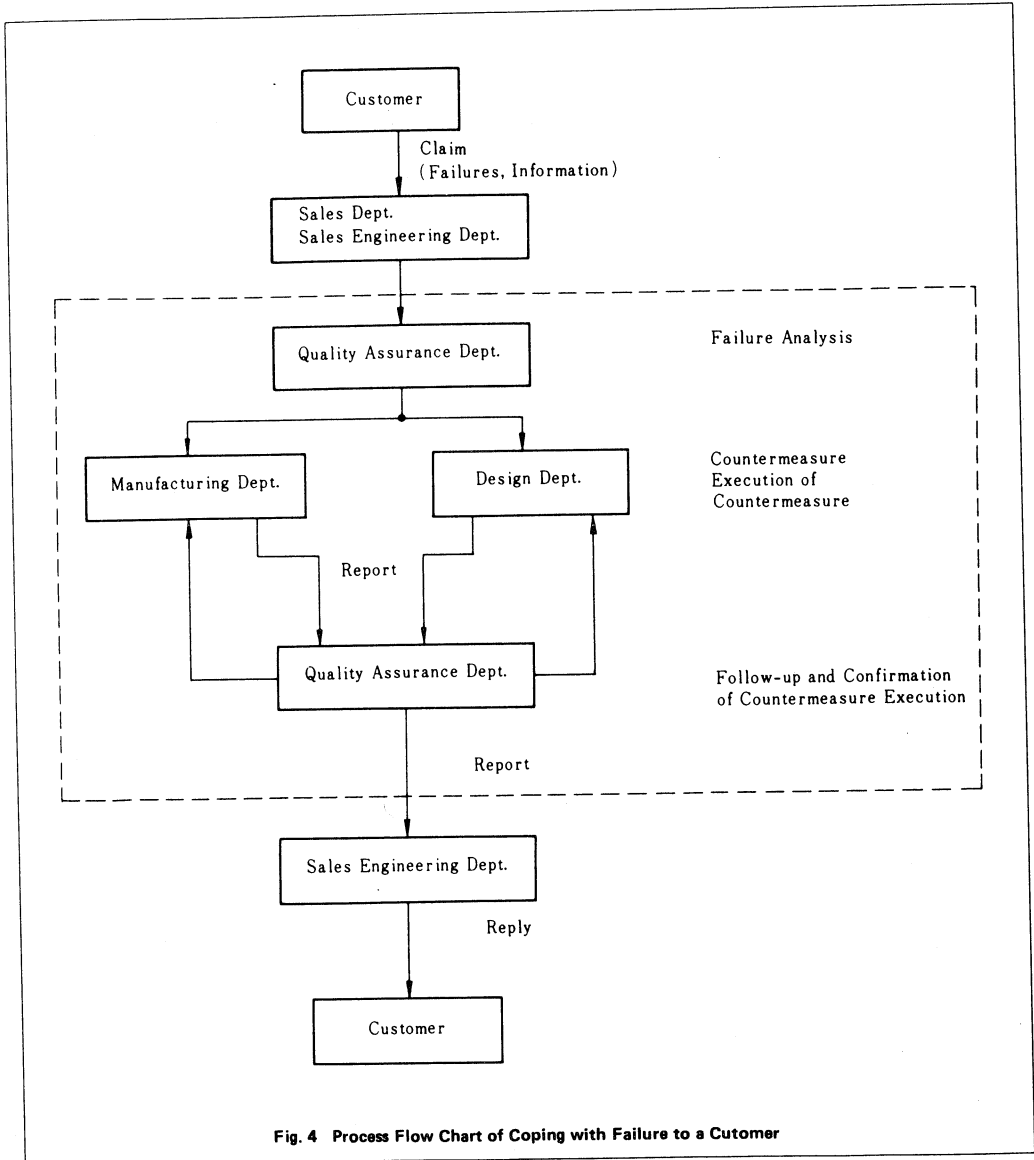 Customer
Claim
(Failures, Information)
Sales Dept.
Sales Engineering Dept.
Quality Assurance Dept.
Failure Analysis
Manufacturing Dept.
Design Dept.
Countermeasure
Execution of
Countermeasure
Report
Quality Assurance Dept.
Follow-up and Confirmation
of Countermeasure Execution
Report
Sales Engineering Dept.
Reply
Customer
Fig. 4 Process Flow Chart of Coping with Failure to a Cutomer